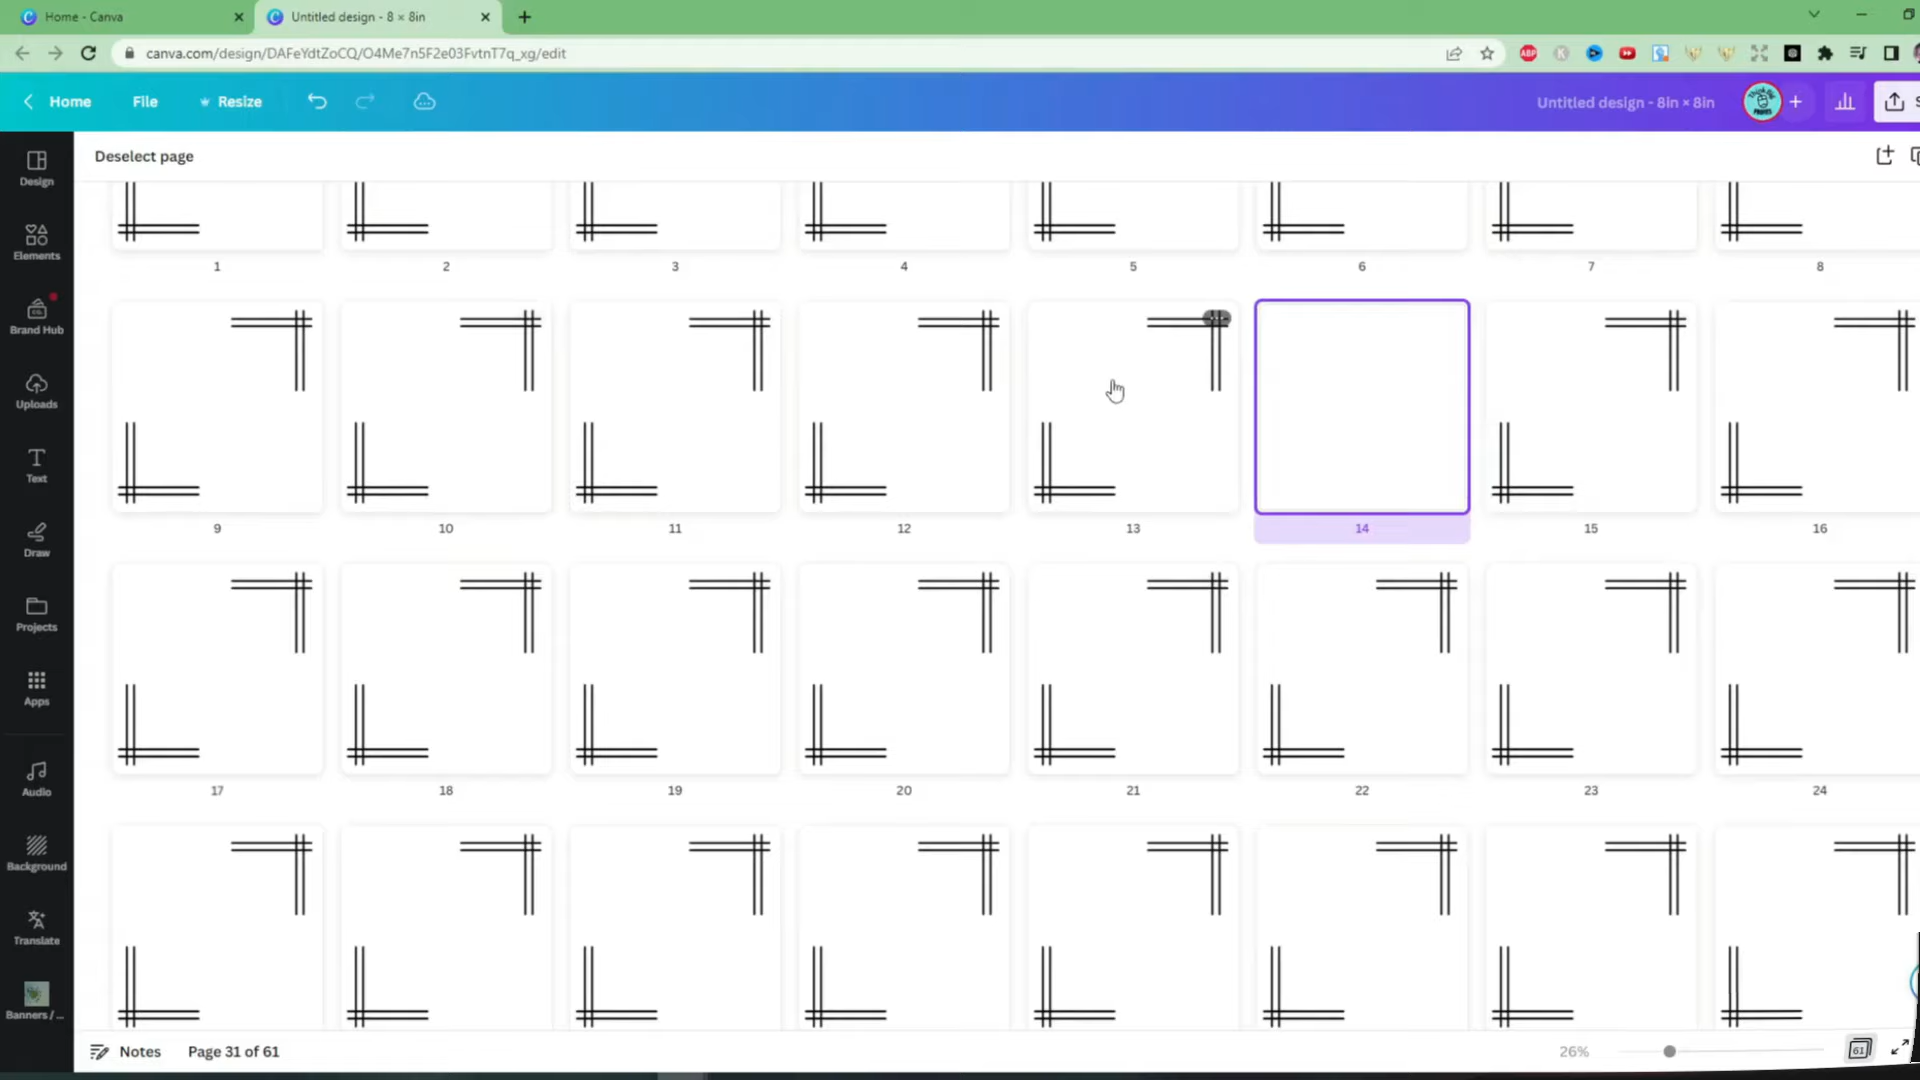 Home - Canva
Untitled design - 8 × 8in
canva.com/design/DAFeYdtZoCQ/O4Me7n5F2e03FvtnT7q_xg/edit
ABP
K
Home
File
Resize
Untitled design - 8in × 8in
S
Deselect page
Design
Elements
Brand Hub
Uploads
Text
Draw
Projects
Apps
Audio
Background
Translate
Banners / ...
1
2
3
4
5
6
7
8
9
10
11
12
13
14
15
16
17
18
19
20
21
22
23
24
Notes
Page 31 of 61
26%
61